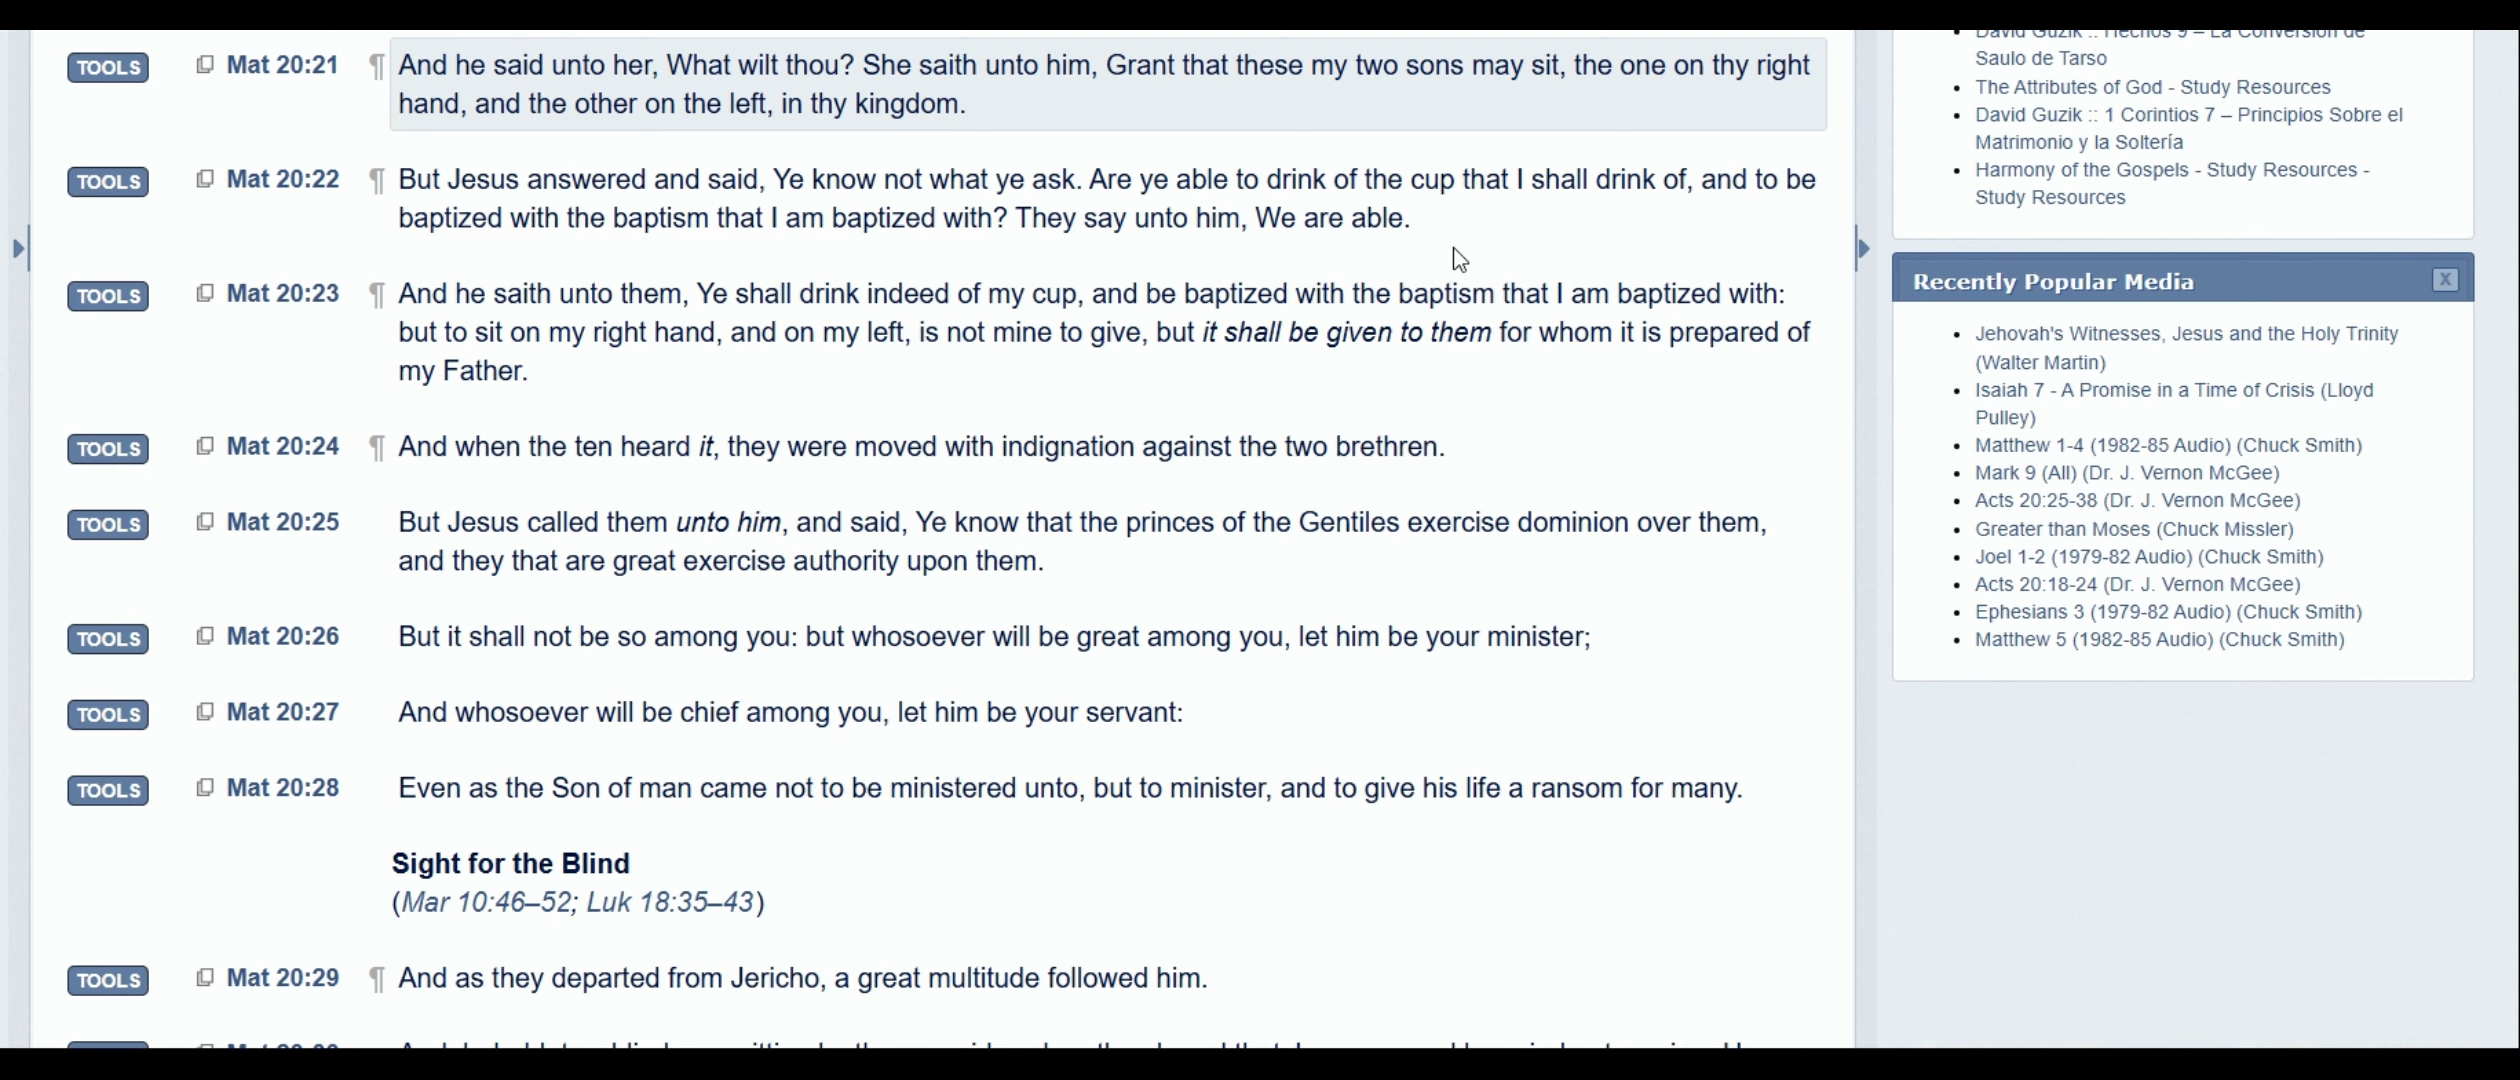 TOOLS Mat 20:21 ¶ And he said unto her, What wilt thou? She saith unto him, Grant that these my two sons may sit, the one on thy right
hand, and the other on the left, in thy kingdom.
TOOLS Mat 20:22 ¶ But Jesus answered and said, Ye know not what ye ask. Are ye able to drink of the cup that I shall drink of, and to be
baptized with the baptism that I am baptized with? They say unto him, We are able.
TOOLS Mat 20:23 ¶ And he saith unto them, Ye shall drink indeed of my cup, and be baptized with the baptism that I am baptized with:
but to sit on my right hand, and on my left, is not mine to give, but it shall be given to them for whom it is prepared of
my Father.
TOOLS Mat 20:24 ¶ And when the ten heard it, they were moved with indignation against the two brethren.
TOOLS Mat 20:25 But Jesus called them unto him, and said, Ye know that the princes of the Gentiles exercise dominion over them,
and they that are great exercise authority upon them.
TOOLS Mat 20:26 But it shall not be so among you: but whosoever will be great among you, let him be your minister;
TOOLS Mat 20:27 And whosoever will be chief among you, let him be your servant:
TOOLS Mat 20:28 Even as the Son of man came not to be ministered unto, but to minister, and to give his life a ransom for many.
Sight for the Blind
(Mar 10:46–52; Luk 18:35–43)
TOOLS Mat 20:29 ¶ And as they departed from Jericho, a great multitude followed him.
David Guzik :: Hechos 9 – La Conversión de
Saulo de Tarso
The Attributes of God - Study Resources
David Guzik :: 1 Corintios 7 – Principios Sobre el
Matrimonio y la Soltería
Harmony of the Gospels - Study Resources -
Study Resources
Recently Popular Media X
Jehovah's Witnesses, Jesus and the Holy Trinity
(Walter Martin)
Isaiah 7 - A Promise in a Time of Crisis (Lloyd
Pulley)
Matthew 1-4 (1982-85 Audio) (Chuck Smith)
Mark 9 (All) (Dr. J. Vernon McGee)
Acts 20:25-38 (Dr. J. Vernon McGee)
Greater than Moses (Chuck Missler)
Joel 1-2 (1979-82 Audio) (Chuck Smith)
Acts 20:18-24 (Dr. J. Vernon McGee)
Ephesians 3 (1979-82 Audio) (Chuck Smith)
Matthew 5 (1982-85 Audio) (Chuck Smith)